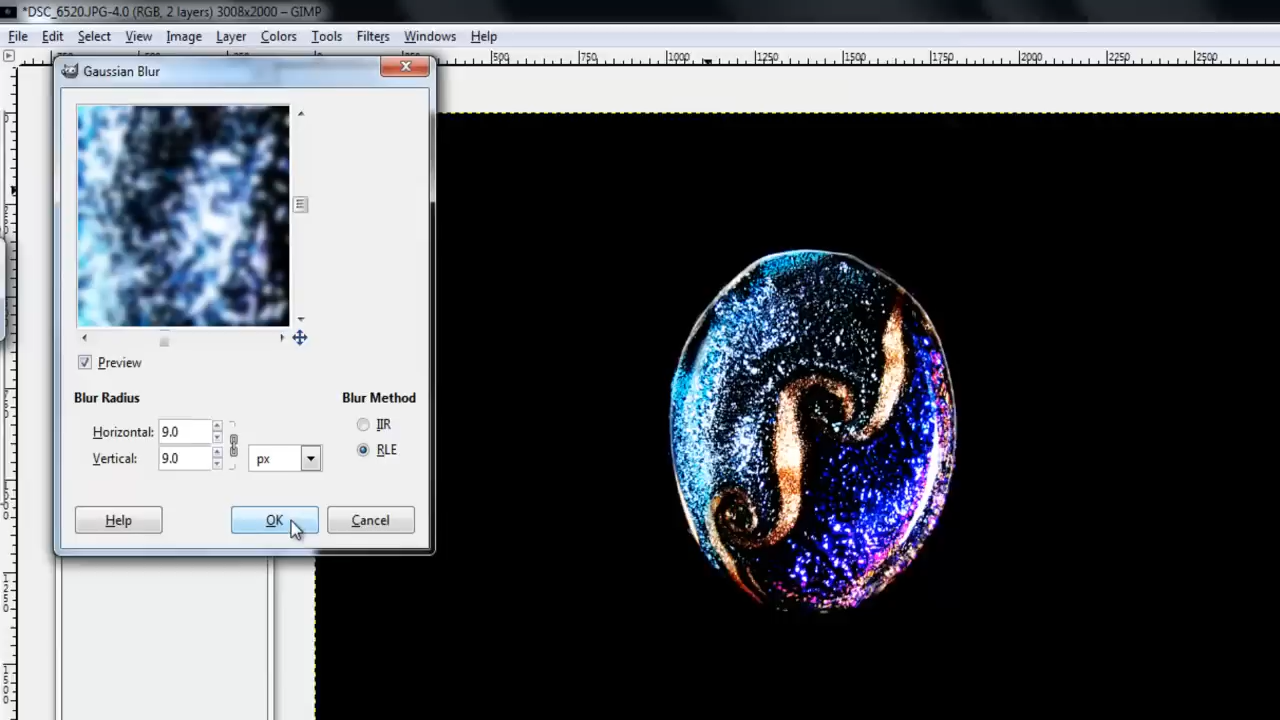 *DSC_6520.JPG-4.0 (RGB, 2 layers) 3008x2000 – GIMP
File Edit Select View Image Layer Colors Tools Filters Windows Help
500 750 1000 1250 1500 1750 2000 2250 2500
Gaussian Blur
Preview
Blur Radius
Blur Method
Horizontal: 9.0
IIR
Vertical: 9.0 px
RLE
Help OK Cancel